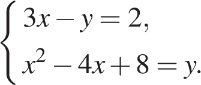 3x − y = 2,
x² − 4x + 8 = y.